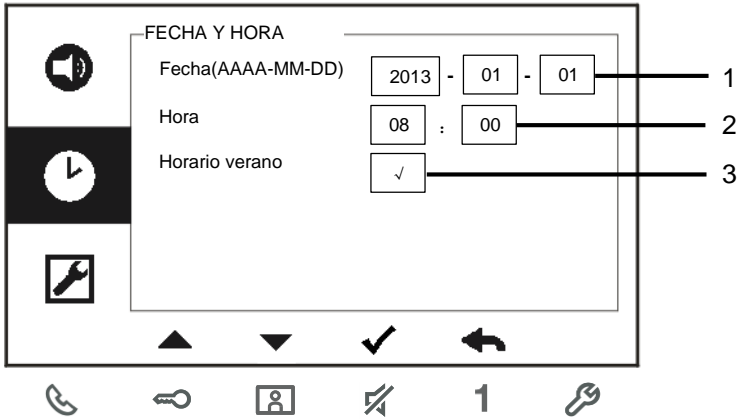 FECHA Y HORA
Fecha(AAAA-MM-DD) 2013 - 01 - 01 1
Hora 08 : 00 2
Horario verano √ 3
1